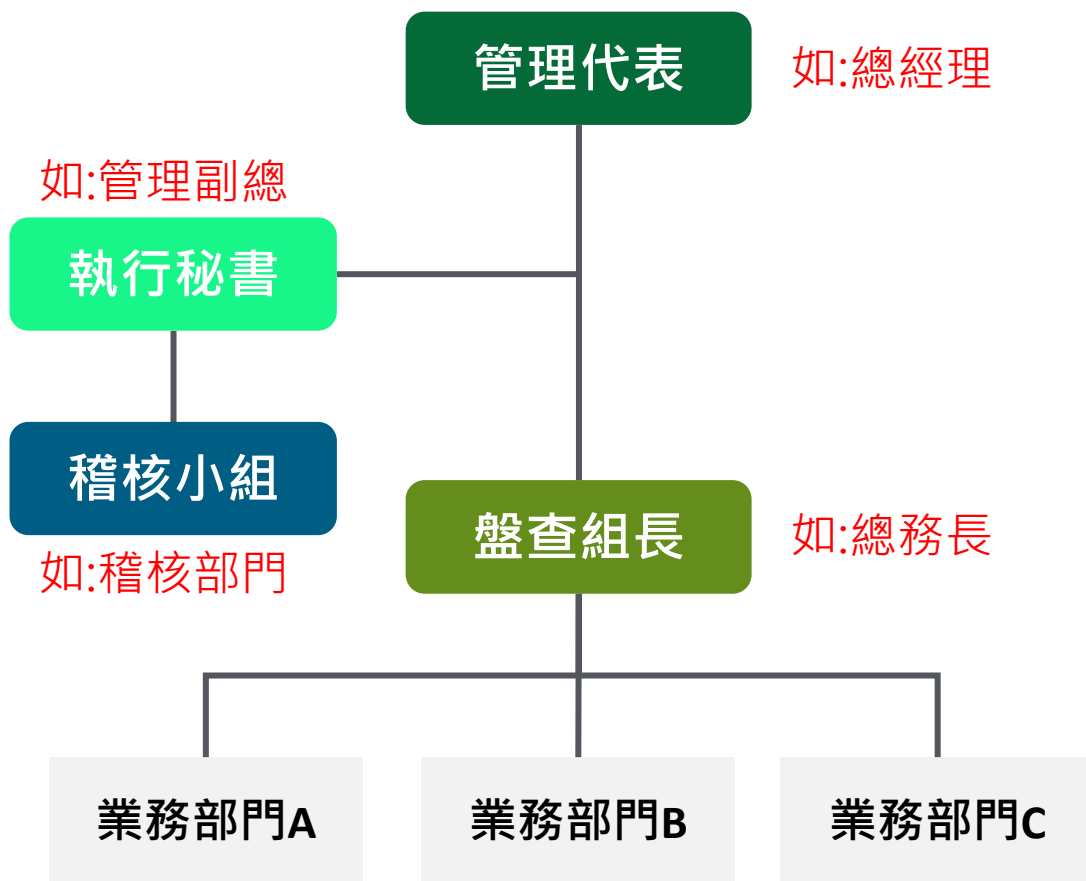 管理代表
如:總經理
如:管理副總
執行秘書
稽核小組
如:稽核部門
盤查組長
如:總務長
業務部門A
業務部門B
業務部門C